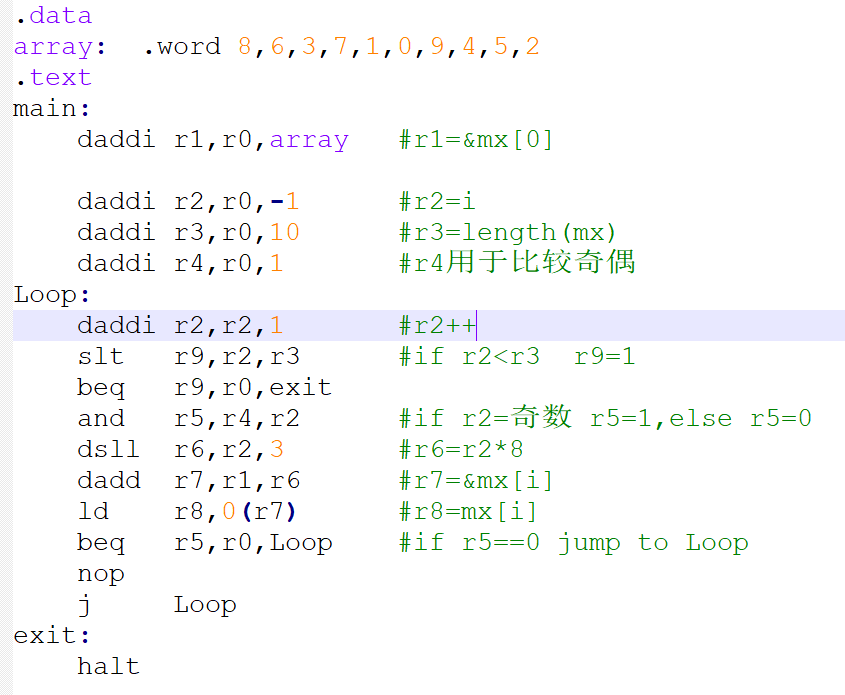 .data
array:  .word 8,6,3,7,1,0,9,4,5,2
.text
main:
    daddi r1,r0,array   #r1=&mx[0]
    daddi r2,r0,-1      #r2=i
    daddi r3,r0,10      #r3=length(mx)
    daddi r4,r0,1       #r4用于比较奇偶
Loop:
    daddi r2,r2,1       #r2++
    slt   r9,r2,r3      #if r2<r3  r9=1
    beq   r9,r0,exit
    and   r5,r4,r2      #if r2=奇数 r5=1,else r5=0
    dsll  r6,r2,3       #r6=r2*8
    dadd  r7,r1,r6      #r7=&mx[i]
    ld    r8,0(r7)      #r8=mx[i]
    beq   r5,r0,Loop    #if r5==0 jump to Loop
    nop
    j     Loop
exit:
    halt